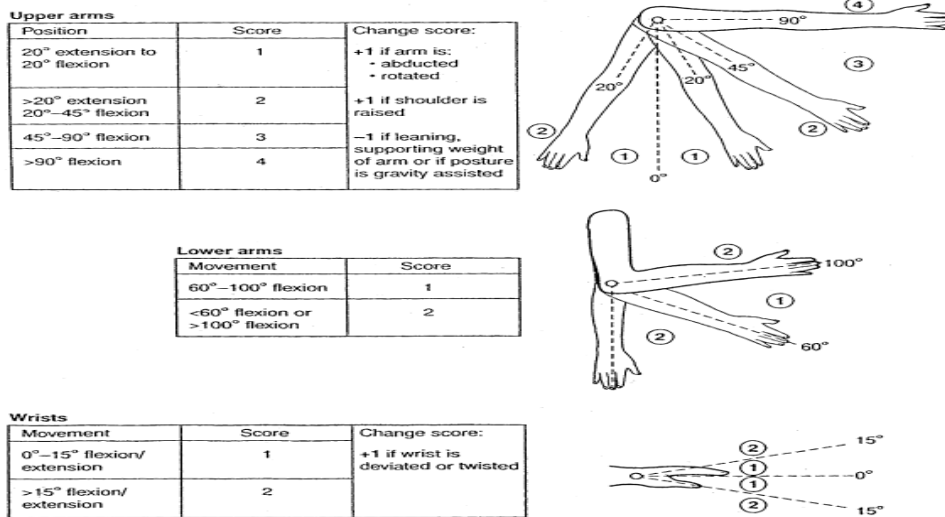 Upper arms
Position Score Change score:
20° extension to
20° flexion
1
+1 if arm is:
• abducted
• rotated
>20° extension
20°–45° flexion
2
+1 if shoulder is
raised
45°–90° flexion
3
–1 if leaning,
supporting weight
of arm or if posture
is gravity assisted
>90° flexion
4
4
90°
3
45°
20°
20°
2
2
1
1
0°
Lower arms
Movement Score
60°–100° flexion
1
<60° flexion or
>100° flexion
2
2
100°
1
2
60°
Wrists
Movement Score Change score:
0°–15° flexion/
extension
1
+1 if wrist is
deviated or twisted
>15° flexion/
extension
2
15°
2
1
0°
1
2
15°